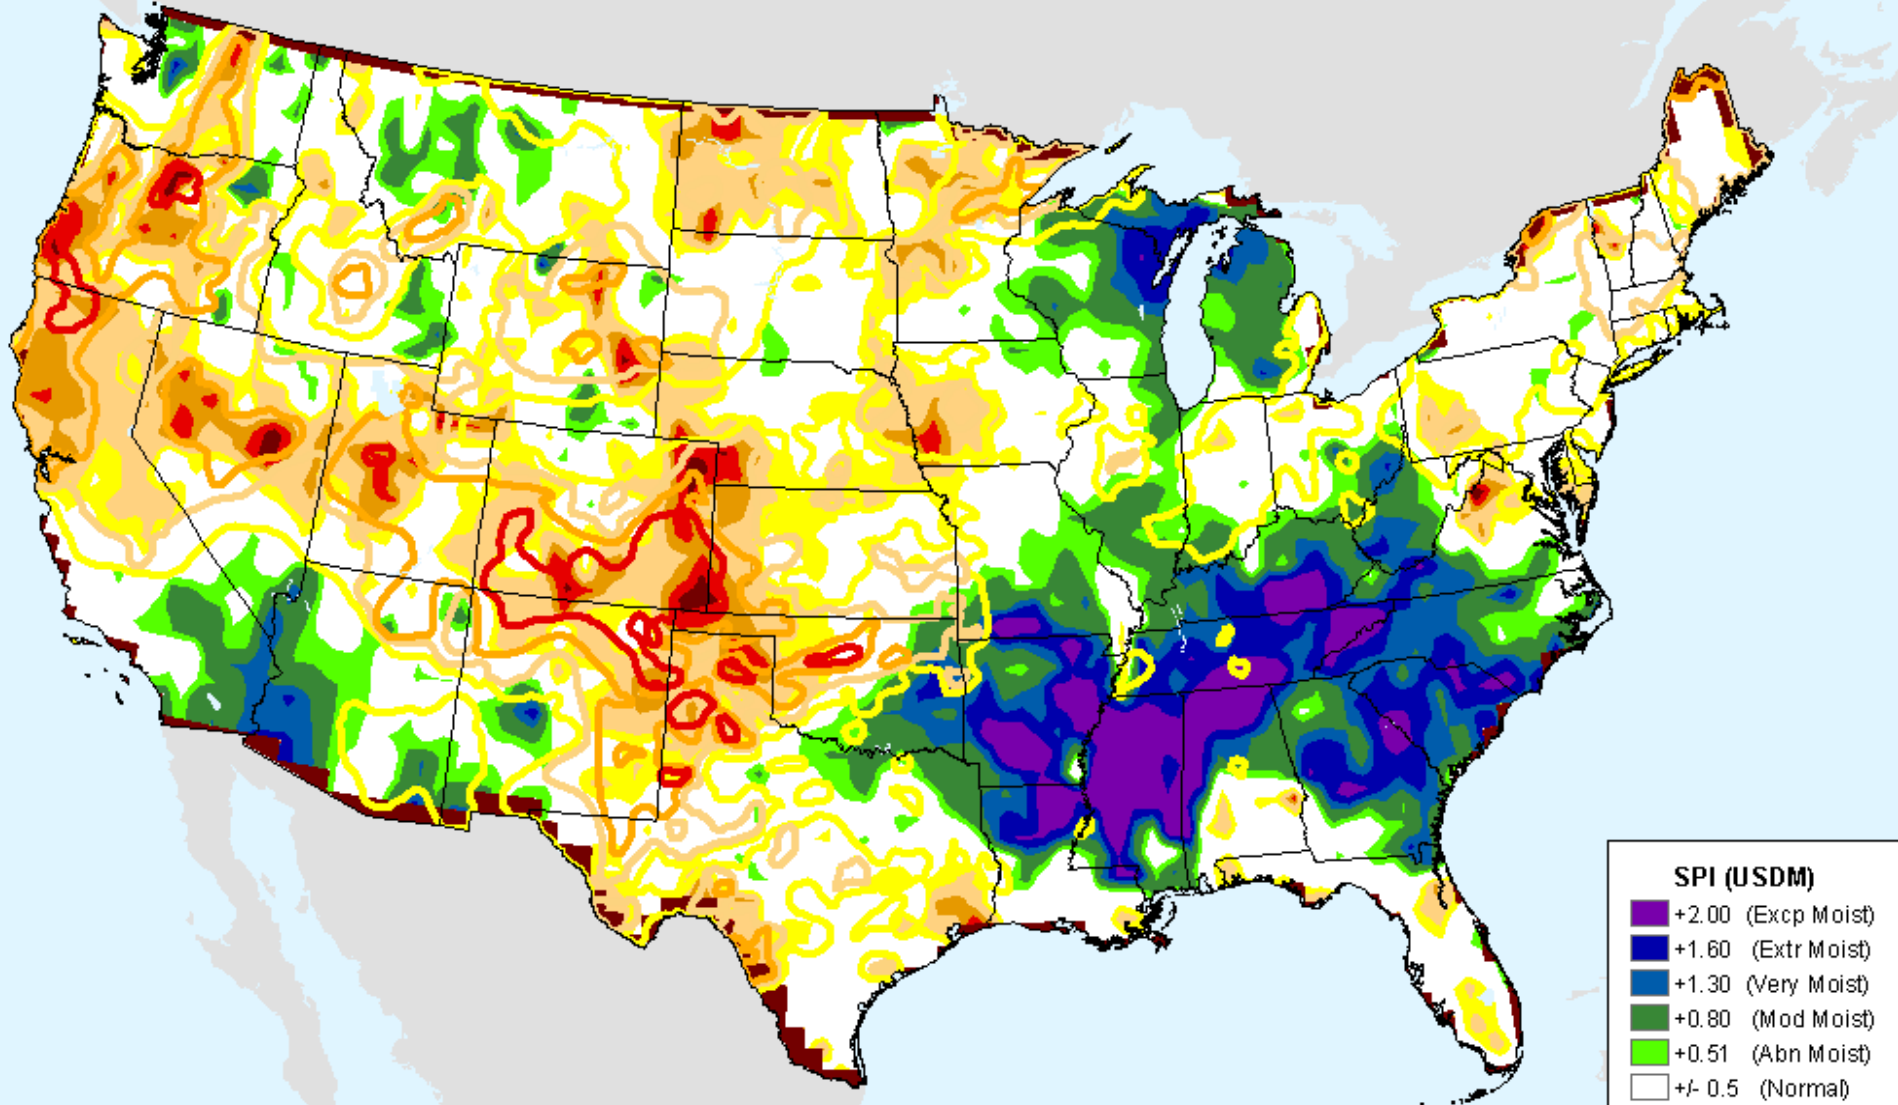 SPI (USDM)
+2.00 (Excp Moist)
+1.60 (Extr Moist)
+1.30 (Very Moist)
+0.80 (Mod Moist)
+0.51 (Abn Moist)
+/- 0.5 (Normal)